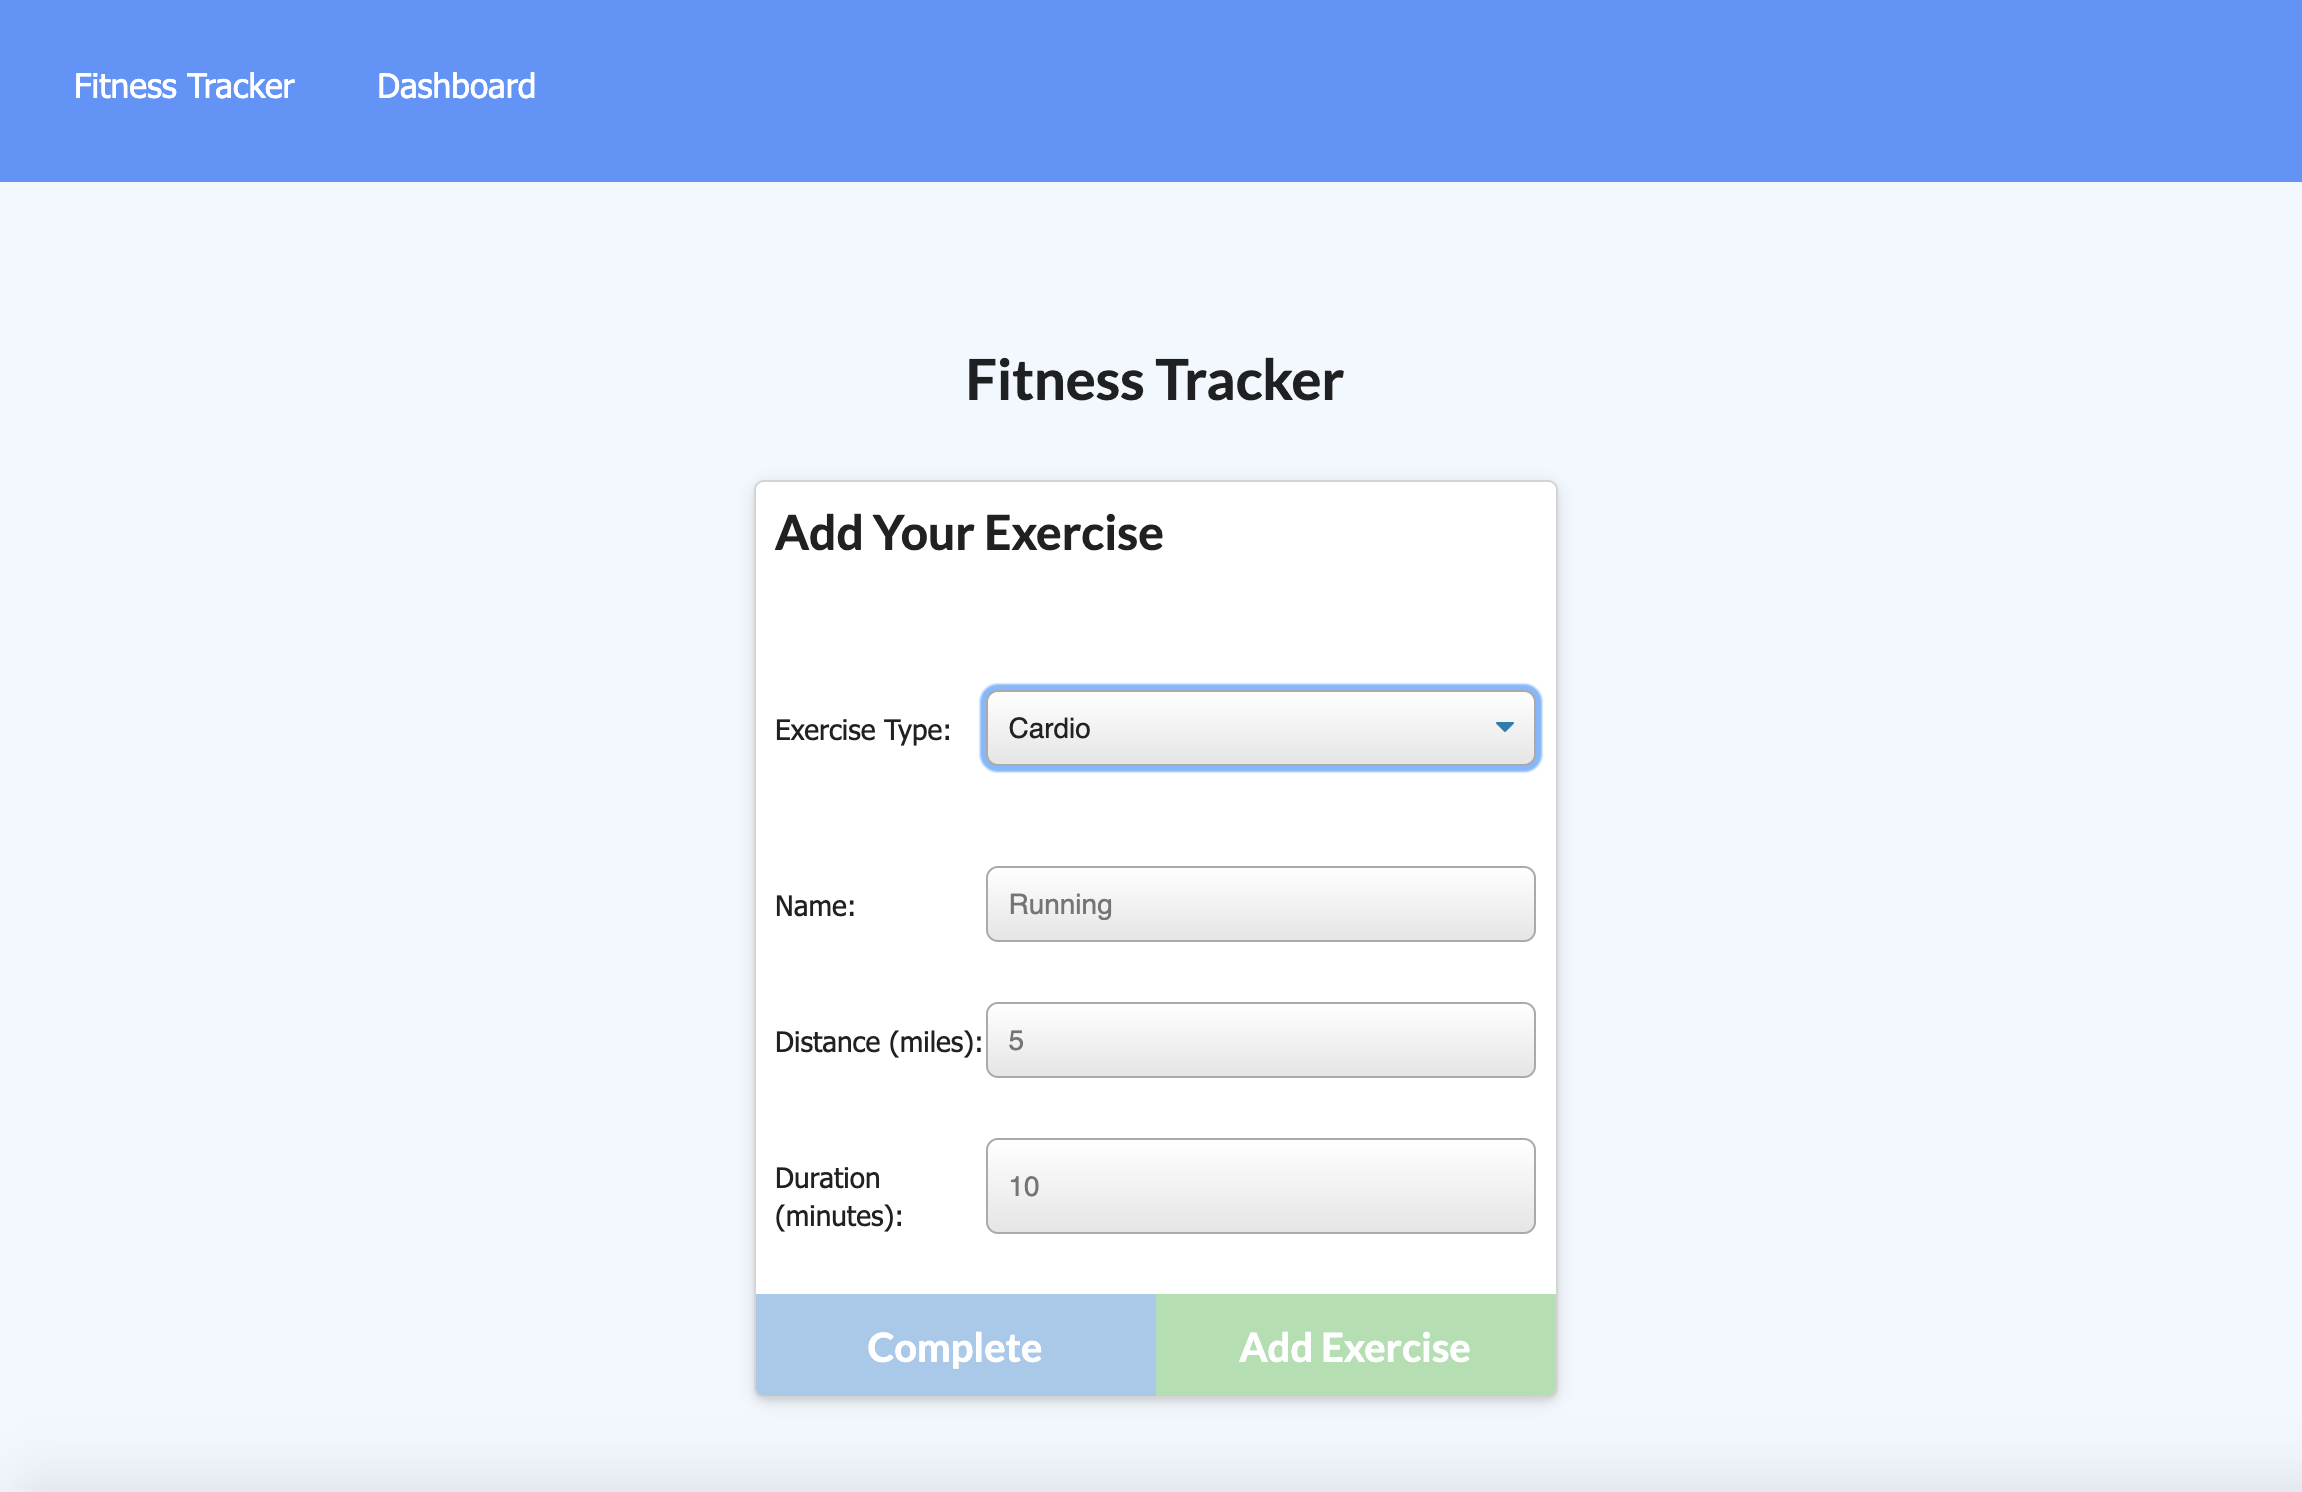 Fitness Tracker Dashboard
Fitness Tracker
Add Your Exercise
Exercise Type: Cardio
Name: Running
Distance (miles): 5
Duration (minutes): 10
Complete Add Exercise